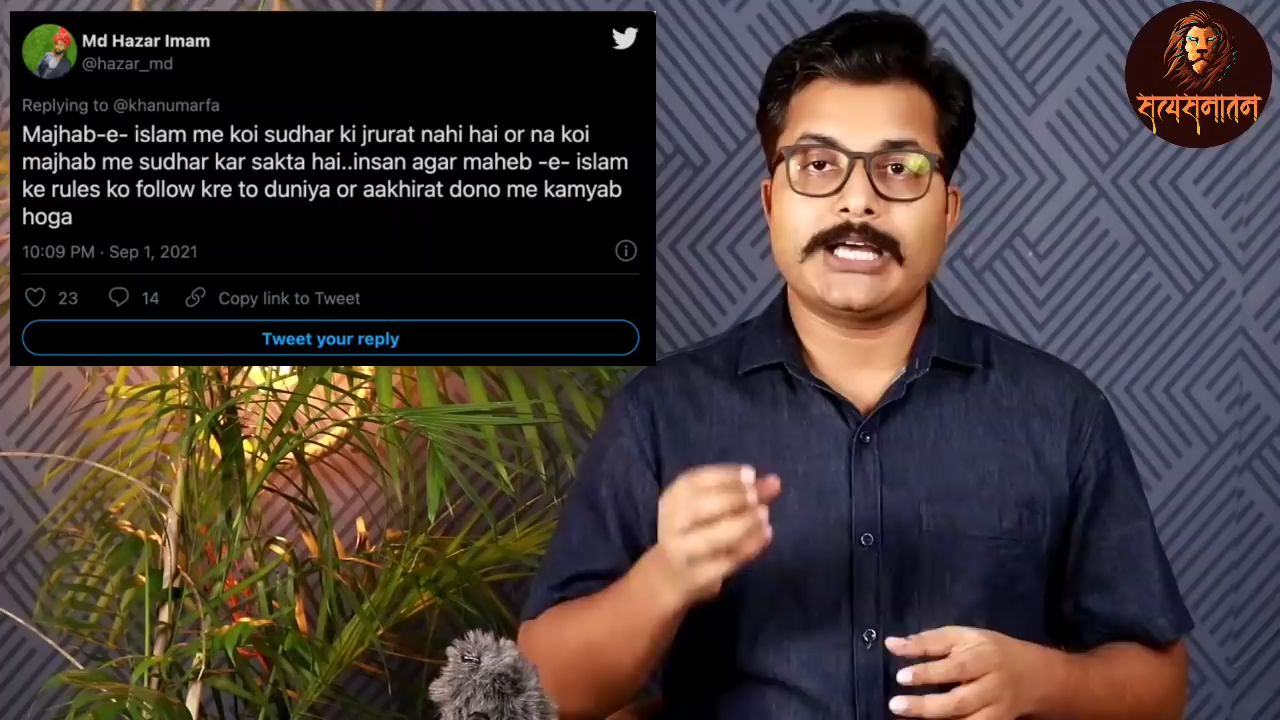 Md Hazar Imam
@hazar_md
Replying to @khanumarfa
Majhab-e- islam me koi sudhar ki jrurat nahi hai or na koi
majhab me sudhar kar sakta hai..insan agar maheb -e- islam
ke rules ko follow kre to duniya or aakhirat dono me kamyab
hoga
10:09 PM · Sep 1, 2021
23 14 Copy link to Tweet
Tweet your reply
सत्यसनातन